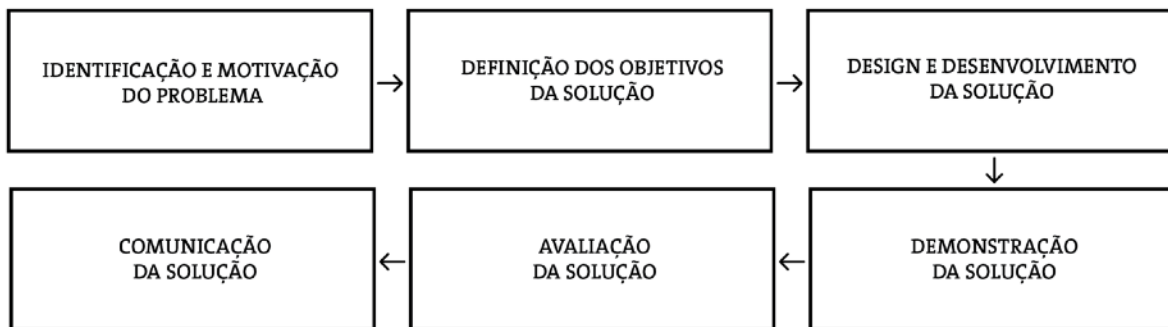 IDENTIFICAÇÃO E MOTIVAÇÃO
DO PROBLEMA
DEFINIÇÃO DOS OBJETIVOS
DA SOLUÇÃO
DESIGN E DESENVOLVIMENTO
DA SOLUÇÃO
DEMONSTRAÇÃO
DA SOLUÇÃO
AVALIAÇÃO
DA SOLUÇÃO
COMUNICAÇÃO
DA SOLUÇÃO